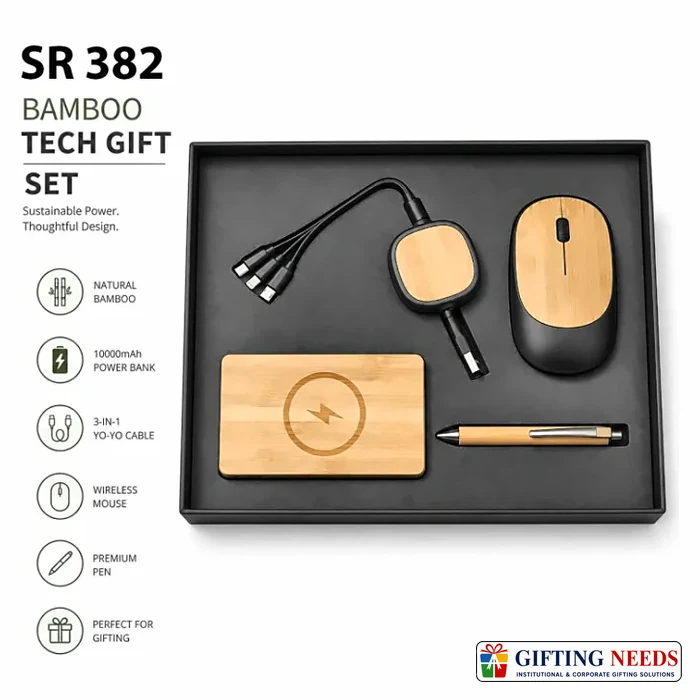 SR 382
BAMBOO
TECH GIFT
SET
Sustainable Power.
Thoughtful Design.
NATURAL
BAMBOO
10000mAh
POWER BANK
3-IN-1
YO-YO CABLE
WIRELESS
MOUSE
PREMIUM
PEN
PERFECT FOR
GIFTING
GIFTING NEEDS
INSTITUTIONAL & CORPORATE GIFTING SOLUTIONS